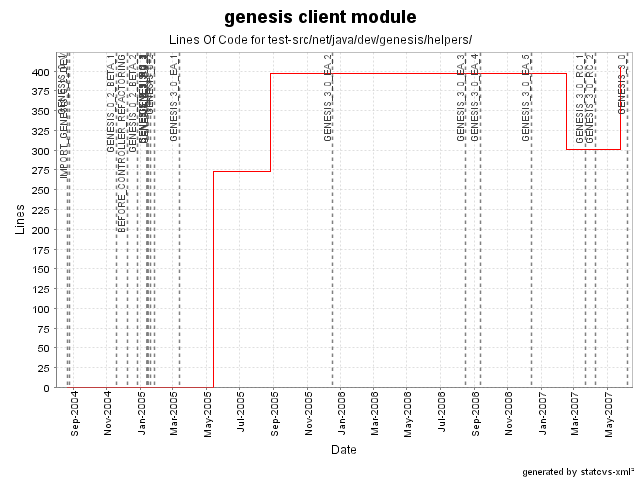 genesis client module
Lines Of Code for test-src/net/java/dev/genesis/helpers/
Lines
400
375
350
325
300
275
250
225
200
175
150
125
100
75
50
25
0
GENESIS_0_2_BETA_1
BEFORE_CONTROLLER_REFACTORING
GENESIS_0_2_BETA_2
GENESIS_3_0_EA_1
GENESIS_3_0_EA_2
GENESIS_3_0_EA_3
GENESIS_3_0_EA_4
GENESIS_3_0_EA_5
GENESIS_3_0_RC_1
GENESIS_3_0_RC_2
GENESIS_3_0
Sep-2004
Nov-2004
Jan-2005
Mar-2005
May-2005
Jul-2005
Sep-2005
Nov-2005
Jan-2006
Mar-2006
May-2006
Jul-2006
Sep-2006
Nov-2006
Jan-2007
Mar-2007
May-2007
Date
generated by statcvs-xml²